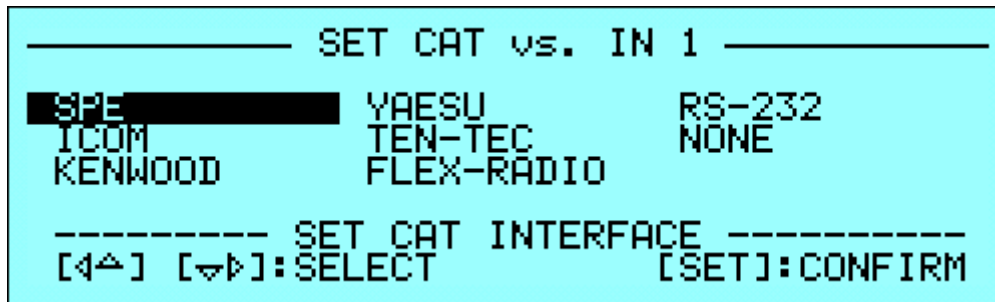 SET CAT vs. IN 1
SPE YAESU RS-232
ICOM TEN-TEC NONE
KENWOOD FLEX-RADIO
--------- SET CAT INTERFACE ----------
[◁△] [▽▷]:SELECT [SET]:CONFIRM